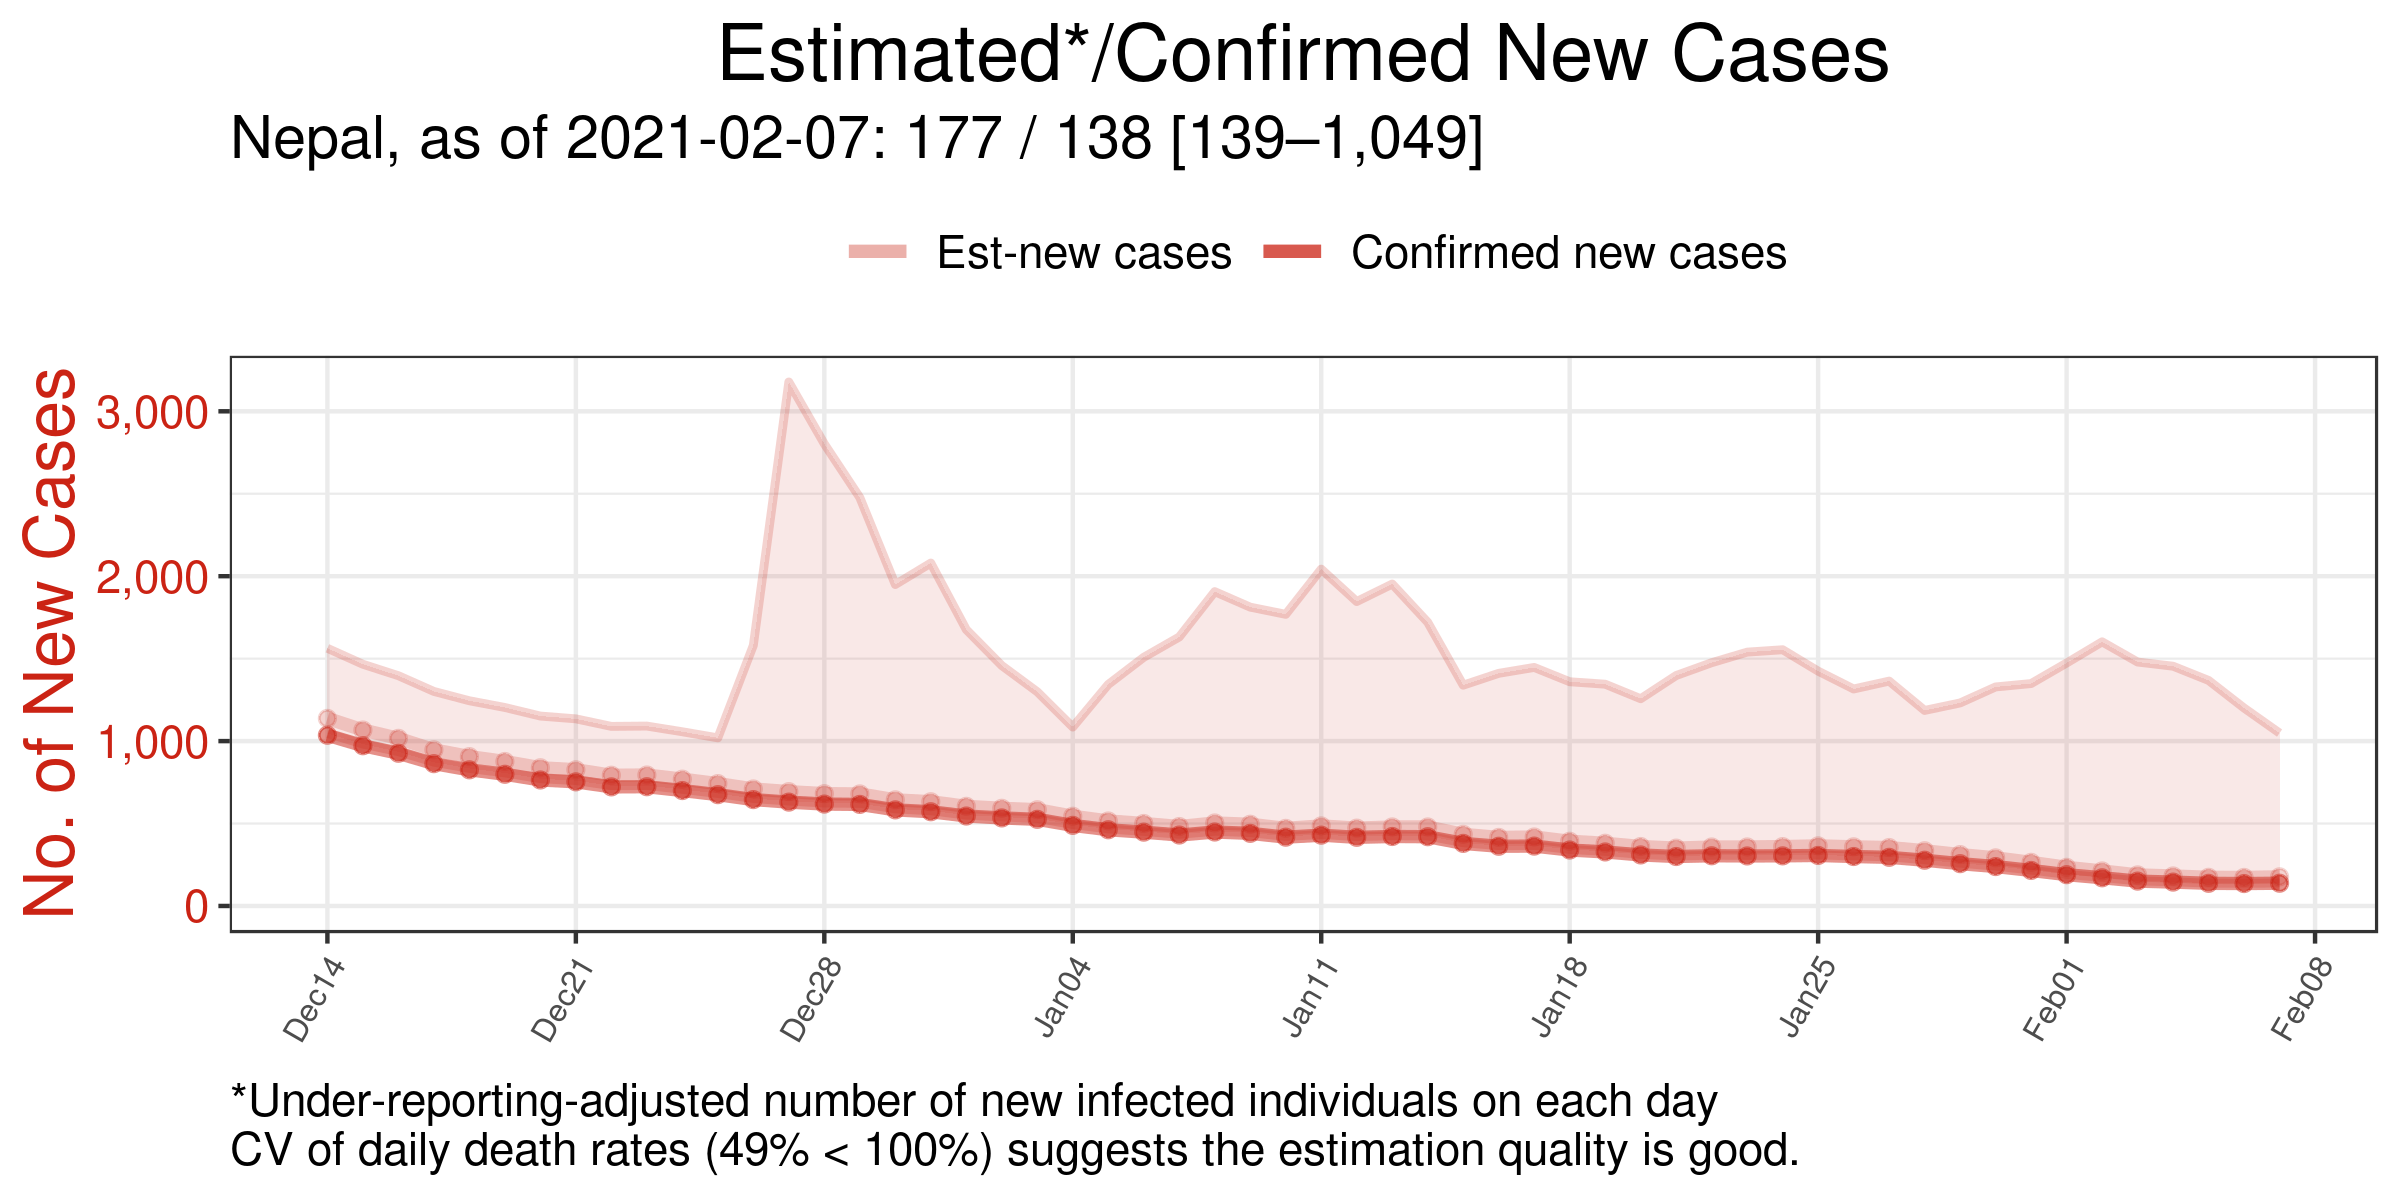 Estimated*/Confirmed New Cases
Nepal, as of 2021-02-07: 177 / 138 [139–1,049]
Est-new cases
Confirmed new cases
No. of New Cases
3,000
2,000
1,000
0
Dec14
Dec21
Dec28
Jan04
Jan11
Jan18
Jan25
Feb01
Feb08
*Under-reporting-adjusted number of new infected individuals on each day
CV of daily death rates (49% < 100%) suggests the estimation quality is good.